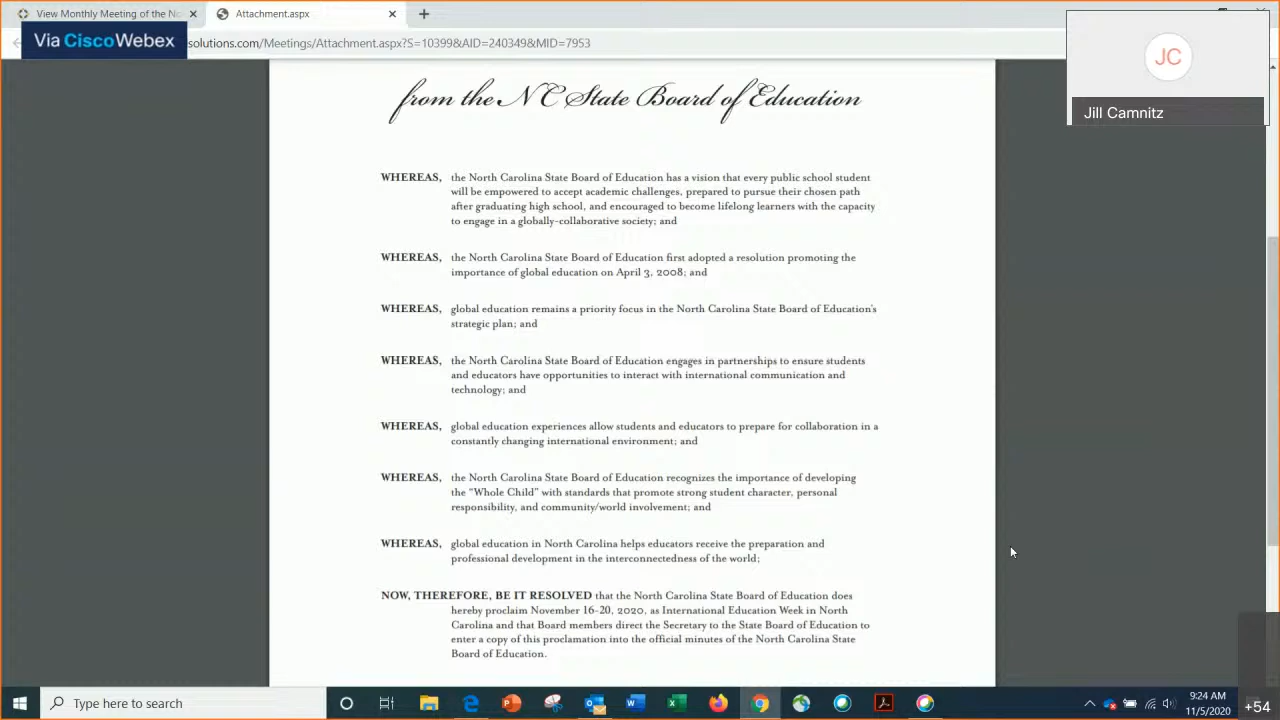 View Monthly Meeting of the No
Attachment.aspx
Via CiscoWebex
solutions.com/Meetings/Attachment.aspx?S=10399&AID=240349&MID=7953
JC
Jill Camnitz
from the NC State Board of Education
WHEREAS, the North Carolina State Board of Education has a vision that every public school student
will be empowered to accept academic challenges, prepared to pursue their chosen path
after graduating high school, and encouraged to become lifelong learners with the capacity
to engage in a globally-collaborative society; and
WHEREAS, the North Carolina State Board of Education first adopted a resolution promoting the
importance of global education on April 3, 2008; and
WHEREAS, global education remains a priority focus in the North Carolina State Board of Education's
strategic plan; and
WHEREAS, the North Carolina State Board of Education engages in partnerships to ensure students
and educators have opportunities to interact with international communication and
technology; and
WHEREAS, global education experiences allow students and educators to prepare for collaboration in a
constantly changing international environment; and
WHEREAS, the North Carolina State Board of Education recognizes the importance of developing
the “Whole Child” with standards that promote strong student character, personal
responsibility, and community/world involvement; and
WHEREAS, global education in North Carolina helps educators receive the preparation and
professional development in the interconnectedness of the world;
NOW, THEREFORE, BE IT RESOLVED that the North Carolina State Board of Education does
hereby proclaim November 16-20, 2020, as International Education Week in North
Carolina and that Board members direct the Secretary to the State Board of Education to
enter a copy of this proclamation into the official minutes of the North Carolina State
Board of Education.
Type here to search
9:24 AM
11/5/2020
+54